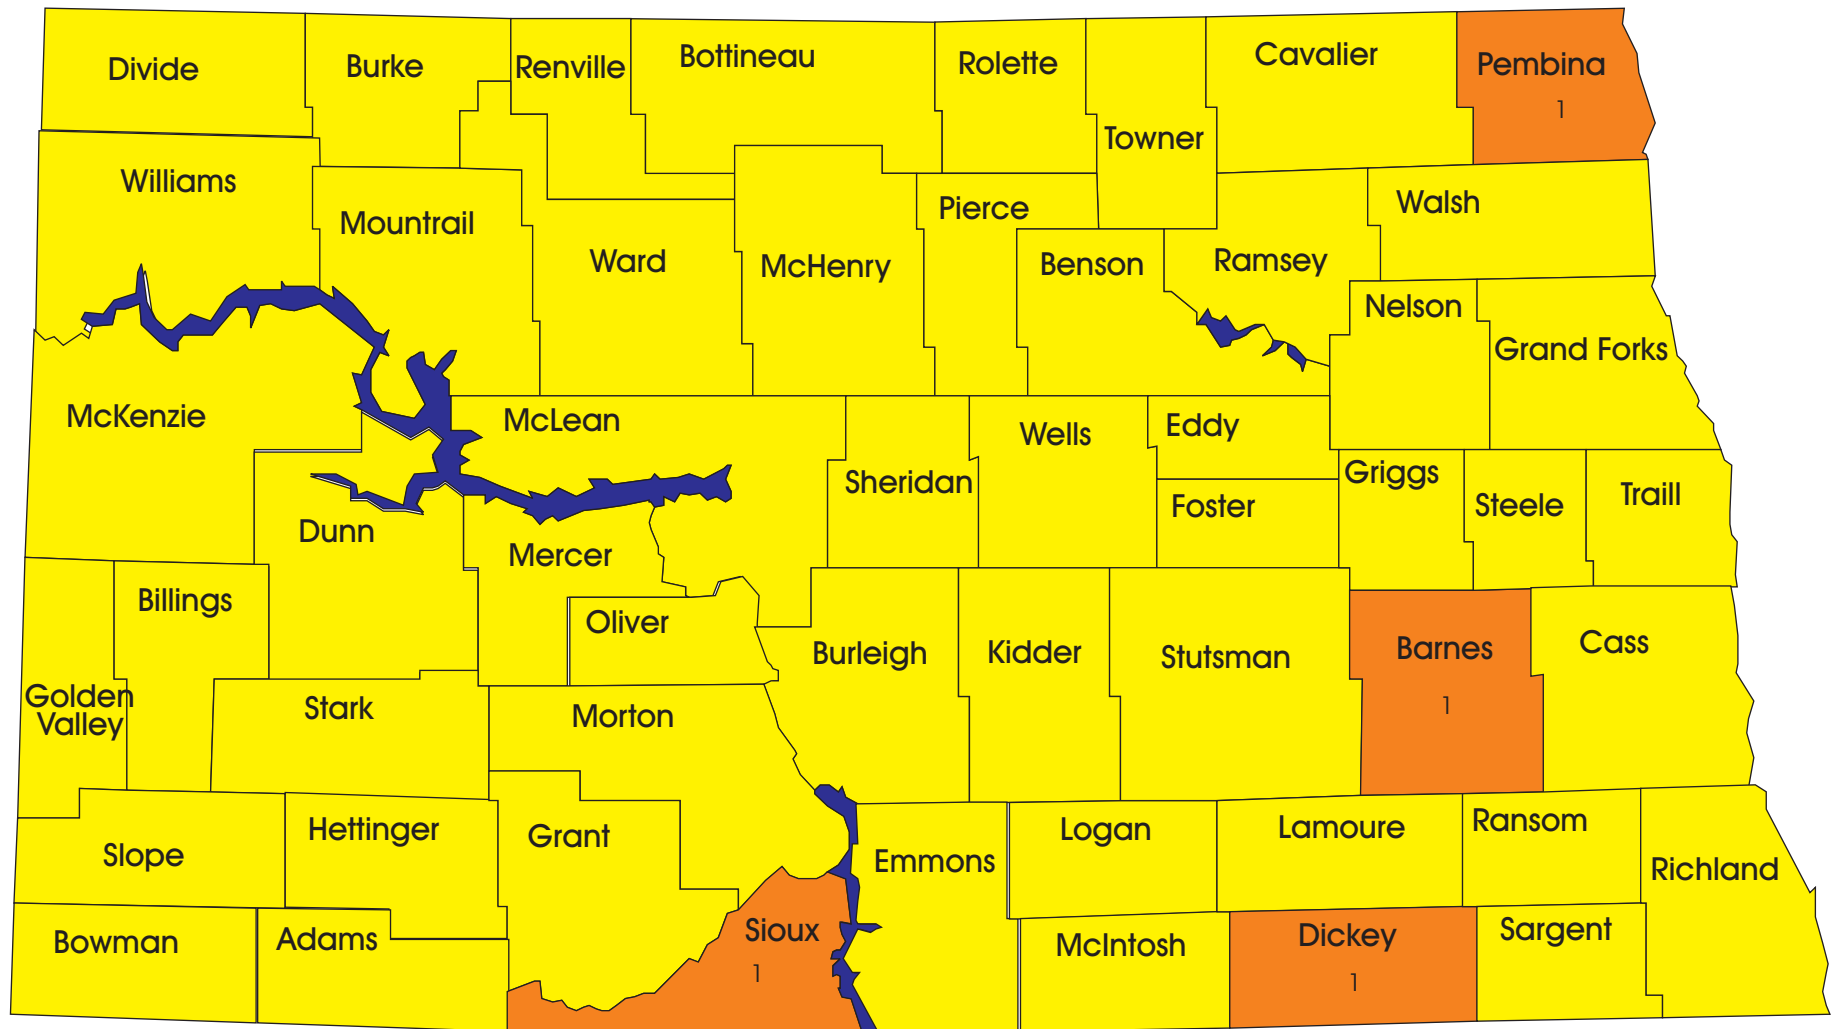 Divide
Burke
Renville
Bottineau
Rolette
Cavalier
Pembina
1
Towner
Williams
Mountrail
Ward
McHenry
Pierce
Benson
Ramsey
Walsh
Nelson
Grand Forks
McKenzie
McLean
Sheridan
Wells
Eddy
Foster
Griggs
Steele
Traill
Dunn
Mercer
Oliver
Billings
Golden
Valley
Stark
Morton
Burleigh
Kidder
Stutsman
Barnes
1
Cass
Slope
Hettinger
Grant
Emmons
Logan
Lamoure
Ransom
Richland
Bowman
Adams
Sioux
1
McIntosh
Dickey
1
Sargent